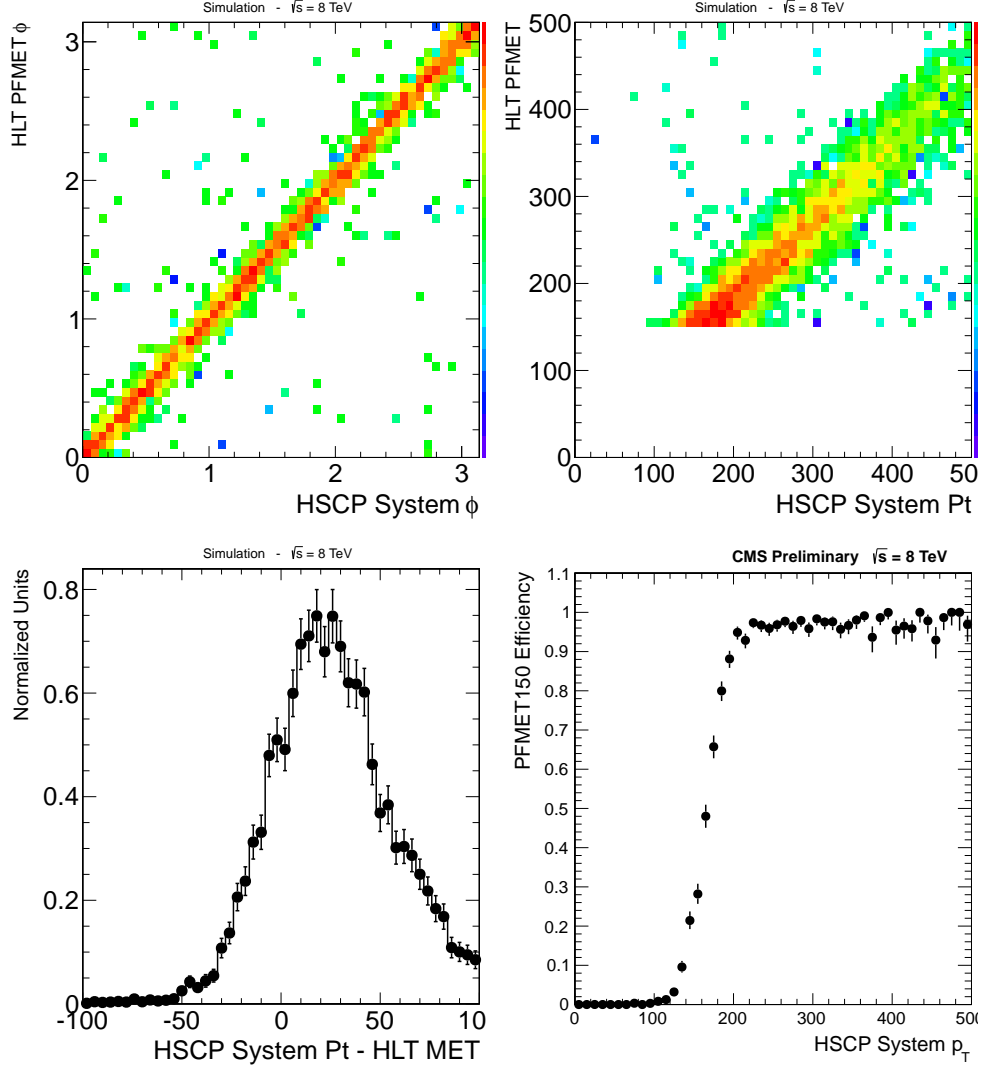 Simulation - √s = 8 TeV
HLT PFMET ϕ
3
2
1
0
0 1 2 3
HSCP System ϕ
Simulation - √s = 8 TeV
HLT PFMET
500
400
300
200
100
0
100 200 300 400 50
HSCP System Pt
Simulation - √s = 8 TeV
Normalized Units
0.8
0.6
0.4
0.2
0
-100 -50 0 50 10
HSCP System Pt - HLT MET
CMS Preliminary √s = 8 TeV
PFMET150 Efficiency
1.1
1
0.9
0.8
0.7
0.6
0.5
0.4
0.3
0.2
0.1
0
0 100 200 300 400 500
HSCP System p_T